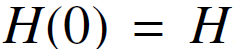 H(0) = H